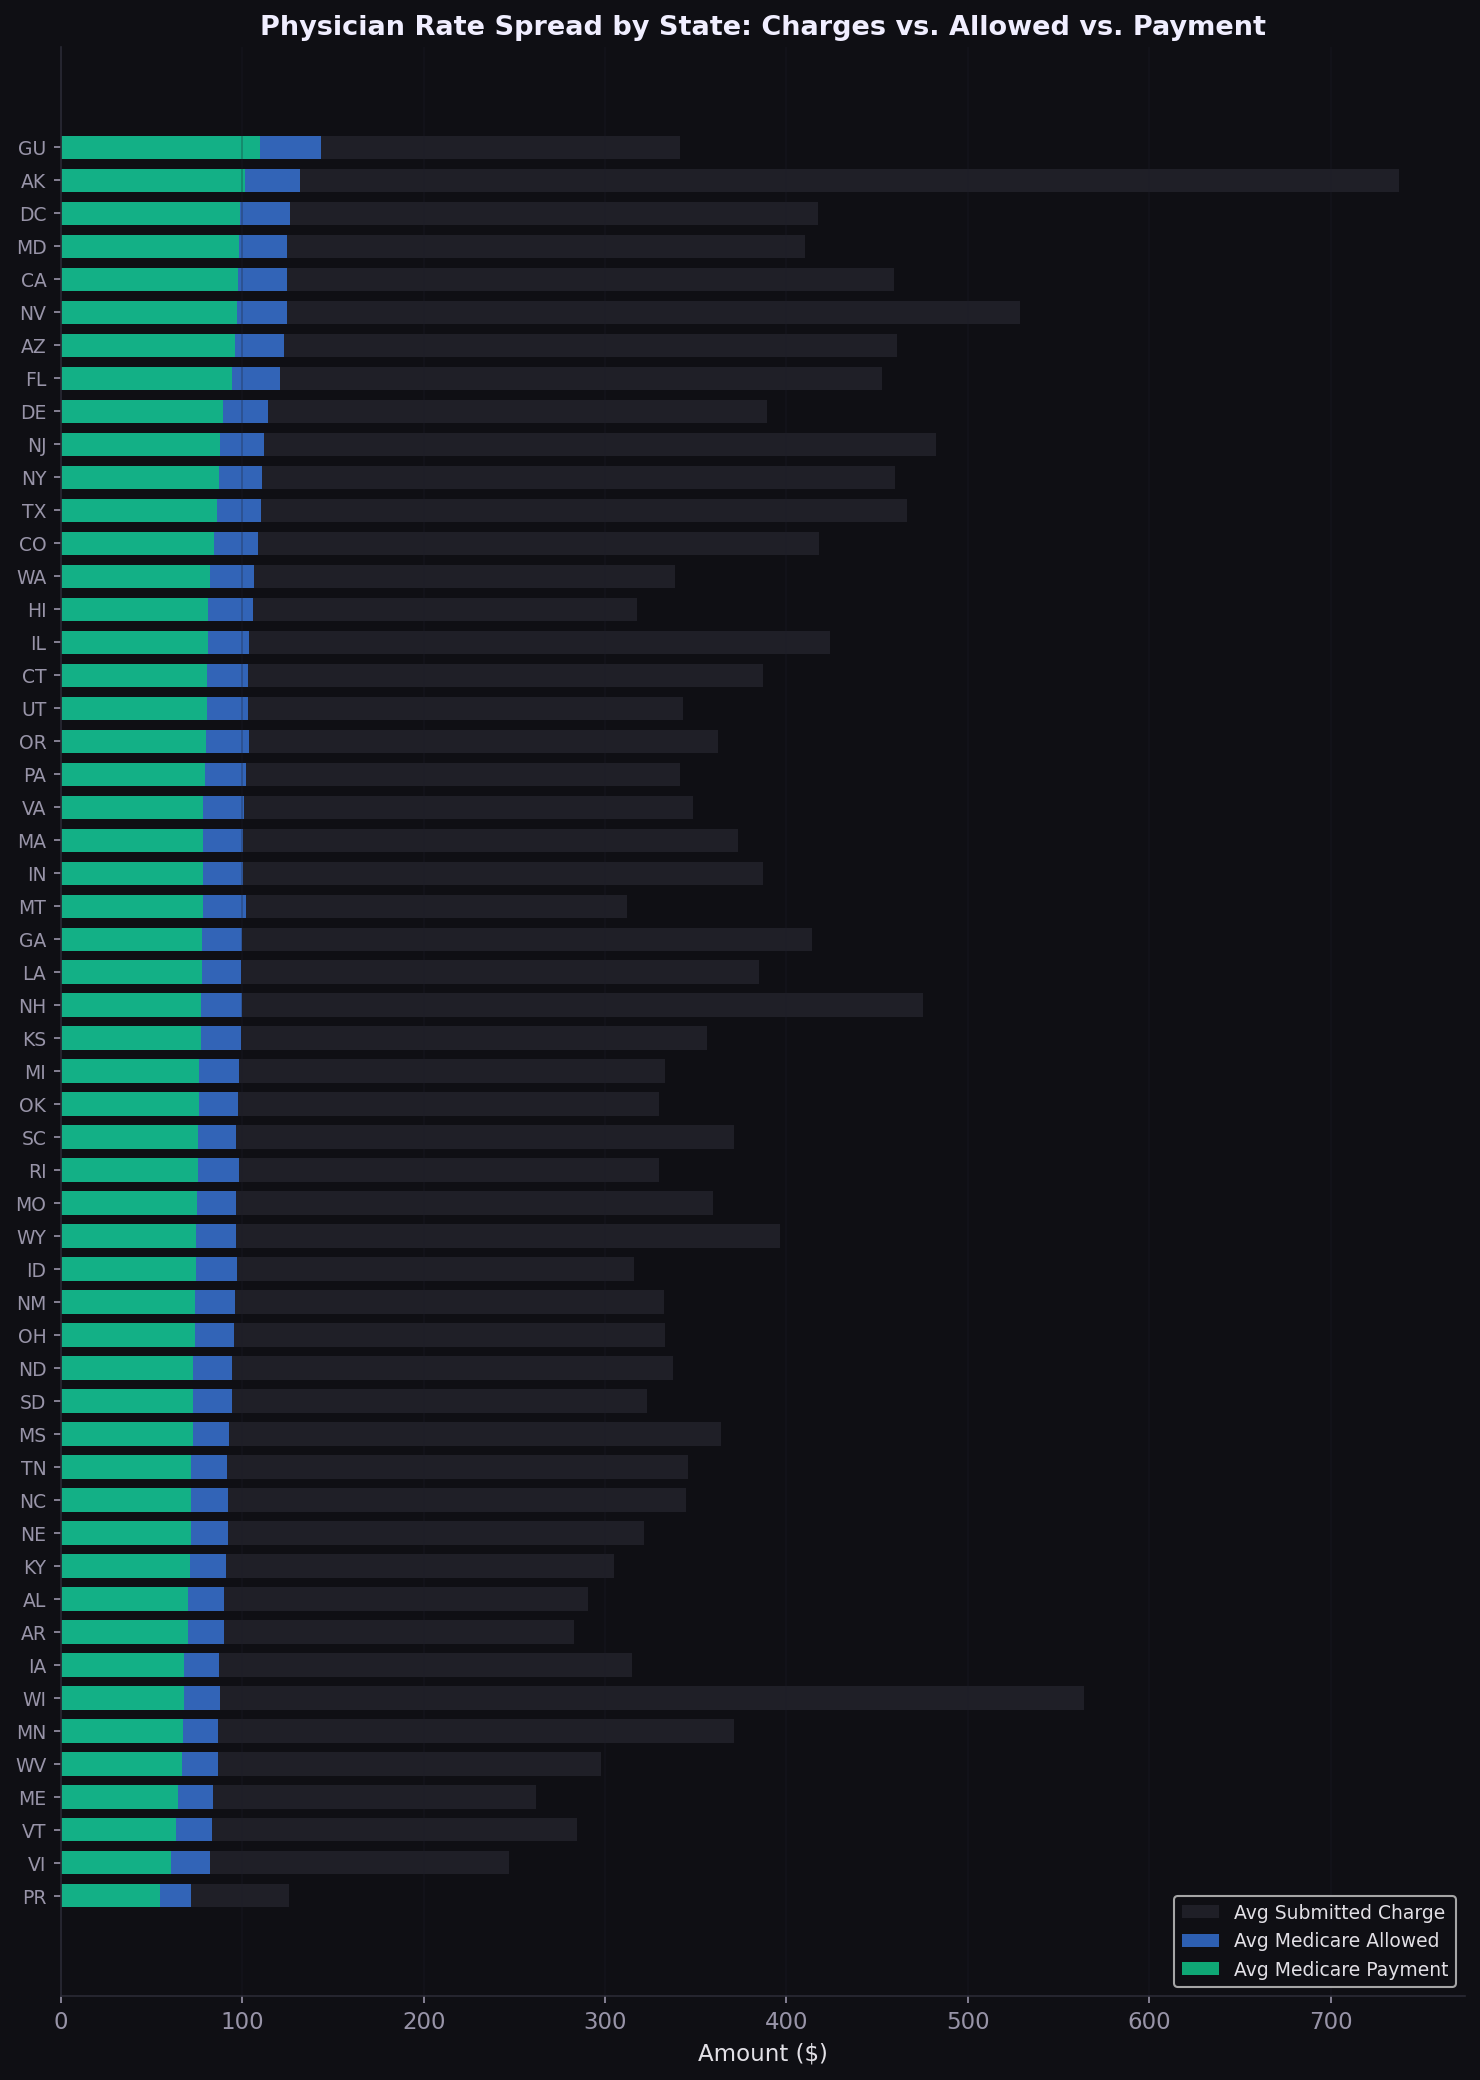 Physician Rate Spread by State: Charges vs. Allowed vs. Payment
GU
AK
DC
MD
CA
NV
AZ
FL
DE
NJ
NY
TX
CO
WA
HI
IL
CT
UT
OR
PA
VA
MA
IN
MT
GA
LA
NH
KS
MI
OK
SC
RI
MO
WY
ID
NM
OH
ND
SD
MS
TN
NC
NE
KY
AL
AR
IA
WI
MN
WV
ME
VT
VI
PR
Avg Submitted Charge
Avg Medicare Allowed
Avg Medicare Payment
0 100 200 300 400 500 600 700
Amount ($)